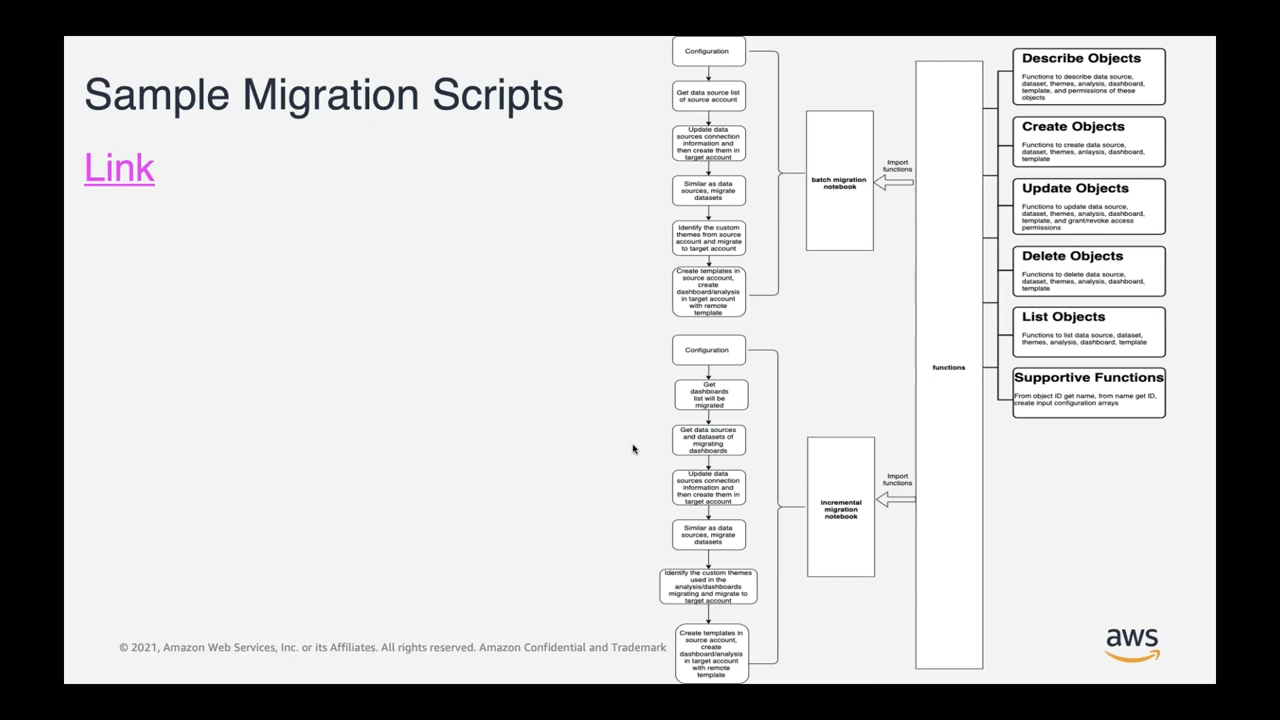 Sample Migration Scripts
Link
Configuration
Get data source list
of source account
Update data
sources connection
information and
then create them in
target account
Similar as data
sources, migrate
datasets
Identify the custom
themes from source
account and migrate
to target account
Create templates in
source account,
create
dashboard/analysis
in target account
with remote
template
batch migration
notebook
Import
functions
Configuration
Get
dashboards
list will be
migrated
Get data sources
and datasets of
migrating
dashboards
Update data
sources connection
information and
then create them in
target account
Similar as data
sources, migrate
datasets
Identify the custom themes
used in the
analysis/dashboards
migrating and migrate to
target account
Create templates in
source account,
create
dashboard/analysis
in target account
with remote
template
incremental
migration
notebook
Import
functions
functions
Describe Objects
Functions to describe data source,
dataset, themes, analysis, dashboard,
template, and permissions of these
objects
Create Objects
Functions to create data source,
dataset, themes, anlaysis, dashboard,
template
Update Objects
Functions to update data source,
dataset, themes, analysis, dashboard,
template, and grant/revoke access
permissions
Delete Objects
Functions to delete data source,
dataset, themes, analysis, dashboard,
template
List Objects
Functions to list data source, dataset,
themes, analysis, dashboard, template
Supportive Functions
From object ID get name, from name get ID,
create input configuration arrays
© 2021, Amazon Web Services, Inc. or its Affiliates. All rights reserved. Amazon Confidential and Trademark
aws